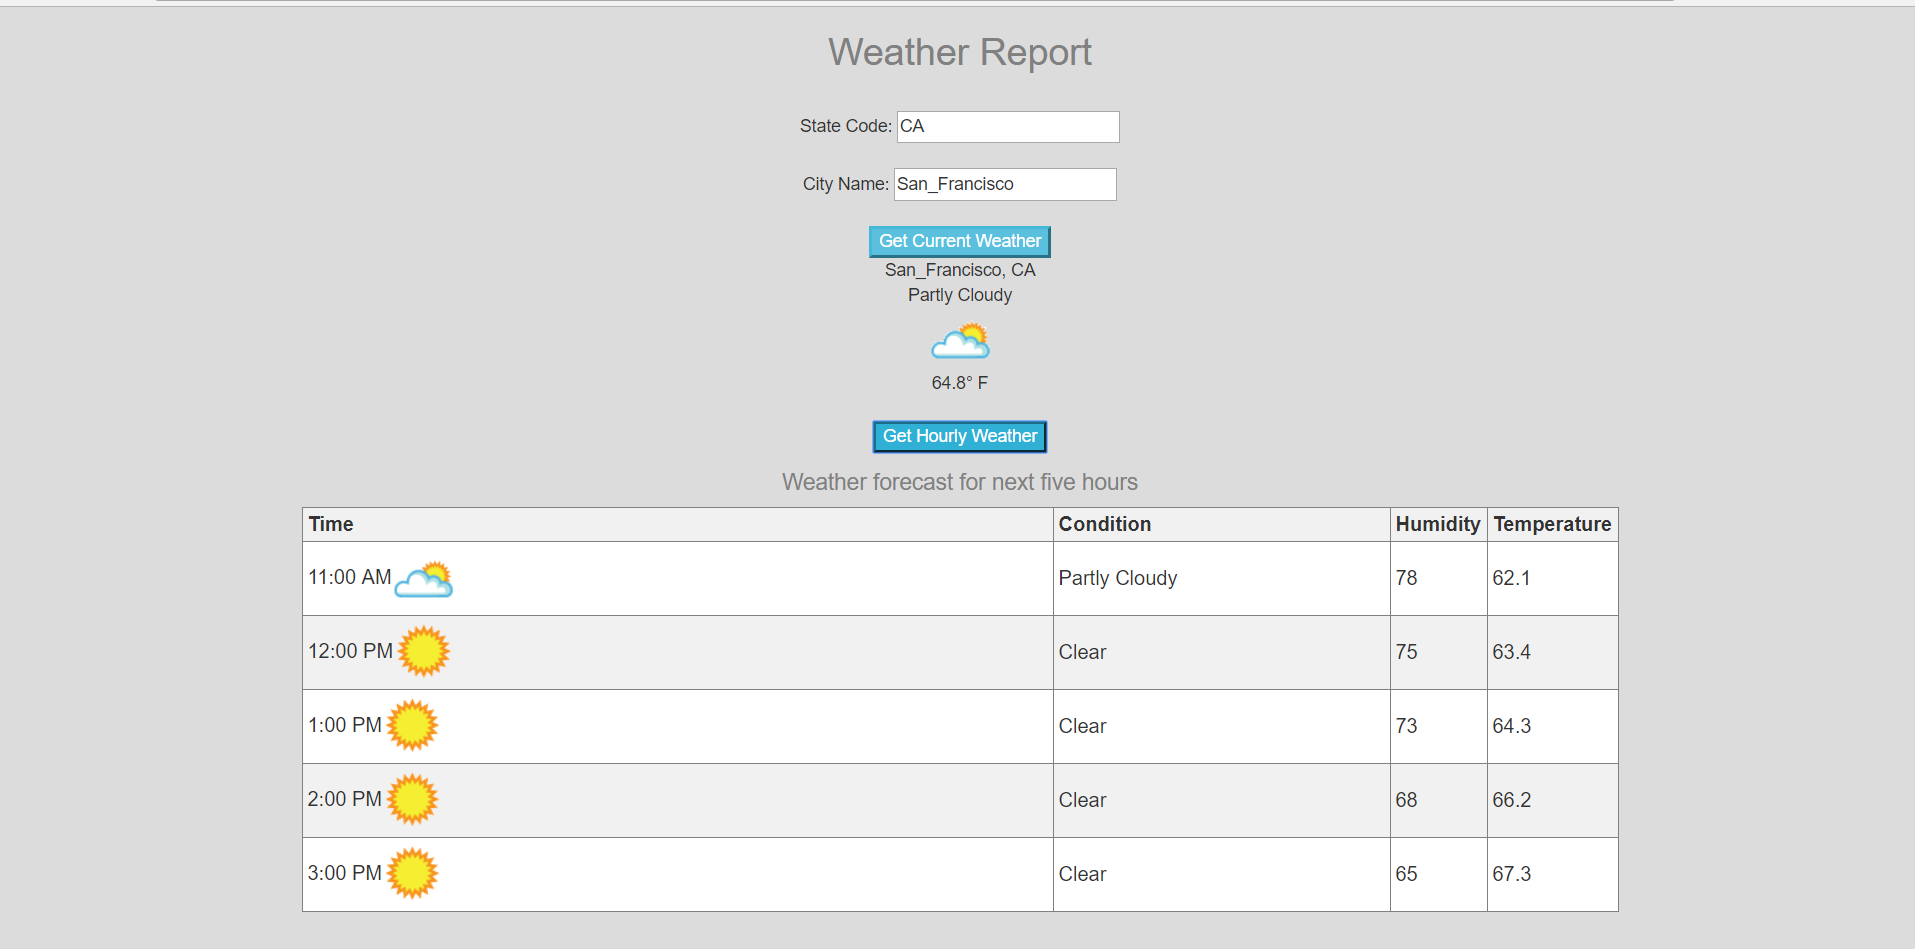 Weather Report
State Code: CA
City Name: San_Francisco
Get Current Weather
San_Francisco, CA
Partly Cloudy
64.8° F
Get Hourly Weather
Weather forecast for next five hours
Time Condition Humidity Temperature
11:00 AM Partly Cloudy 78 62.1
12:00 PM Clear 75 63.4
1:00 PM Clear 73 64.3
2:00 PM Clear 68 66.2
3:00 PM Clear 65 67.3